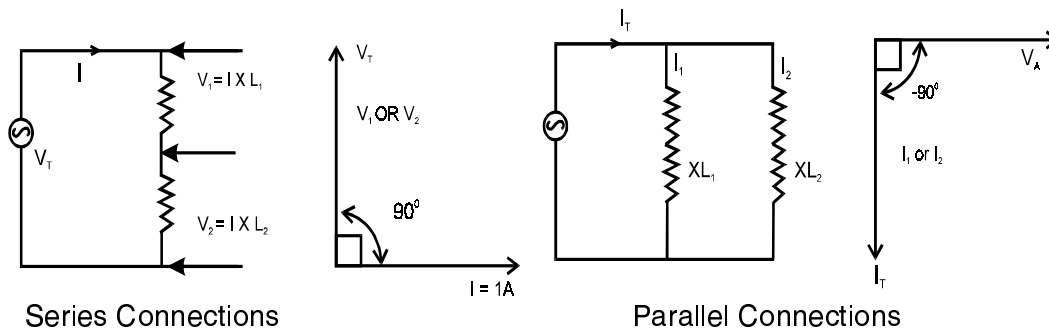 I
V₁ = I X L₁
V_T
V₂ = I X L₂
V_T
V₁ OR V₂
90⁰
I = 1A
Series Connections
I_T
I₁
I₂
XL₁
XL₂
V_A
-90⁰
I₁ or I₂
I_T
Parallel Connections